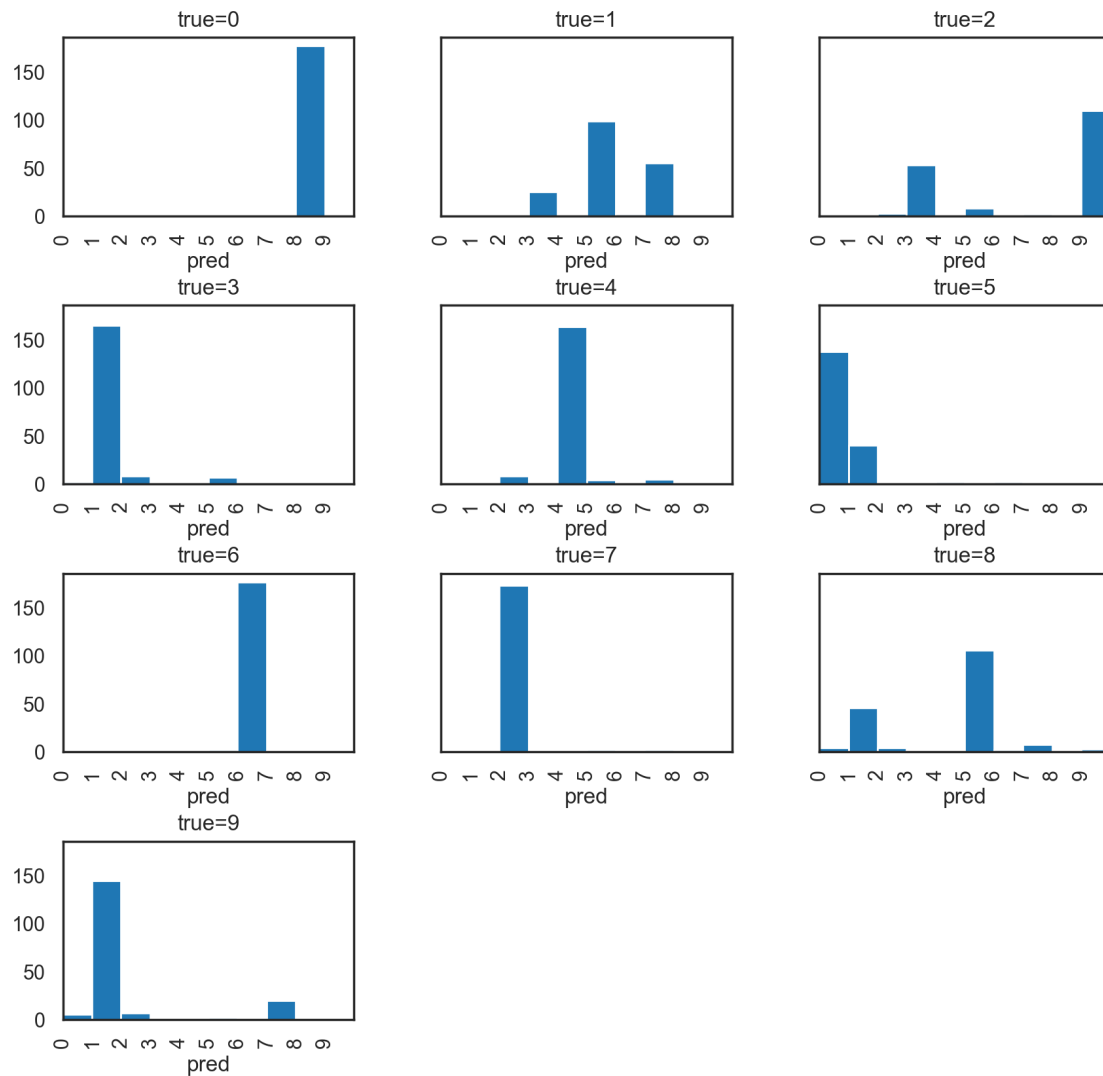 true=0 true=1 true=2
150
100
50
0
0 1 2 3 4 5 6 7 8 9 0 1 2 3 4 5 6 7 8 9 0 1 2 3 4 5 6 7 8 9
pred pred pred
true=3 true=4 true=5
150
100
50
0
0 1 2 3 4 5 6 7 8 9 0 1 2 3 4 5 6 7 8 9 0 1 2 3 4 5 6 7 8 9
pred pred pred
true=6 true=7 true=8
150
100
50
0
0 1 2 3 4 5 6 7 8 9 0 1 2 3 4 5 6 7 8 9 0 1 2 3 4 5 6 7 8 9
pred pred pred
true=9
150
100
50
0
0 1 2 3 4 5 6 7 8 9
pred